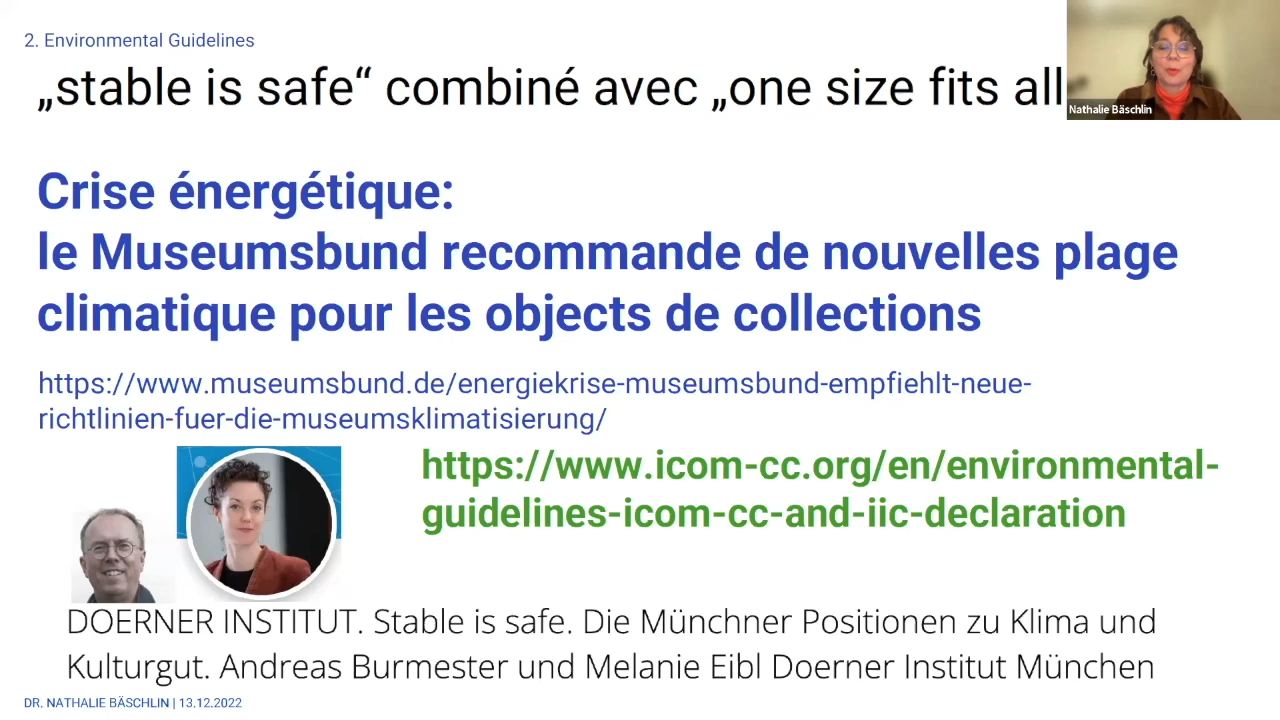 2. Environmental Guidelines
„stable is safe“ combiné avec „one size fits all
Nathalie Bäschlin
Crise énergétique:
le Museumsbund recommande de nouvelles plage
climatique pour les objects de collections
https://www.museumsbund.de/energiekrise-museumsbund-empfiehlt-neue-
richtlinien-fuer-die-museumsklimatisierung/
https://www.icom-cc.org/en/environmental-
guidelines-icom-cc-and-iic-declaration
DOERNER INSTITUT. Stable is safe. Die Münchner Positionen zu Klima und
Kulturgut. Andreas Burmester und Melanie Eibl Doerner Institut München
DR. NATHALIE BÄSCHLIN | 13.12.2022